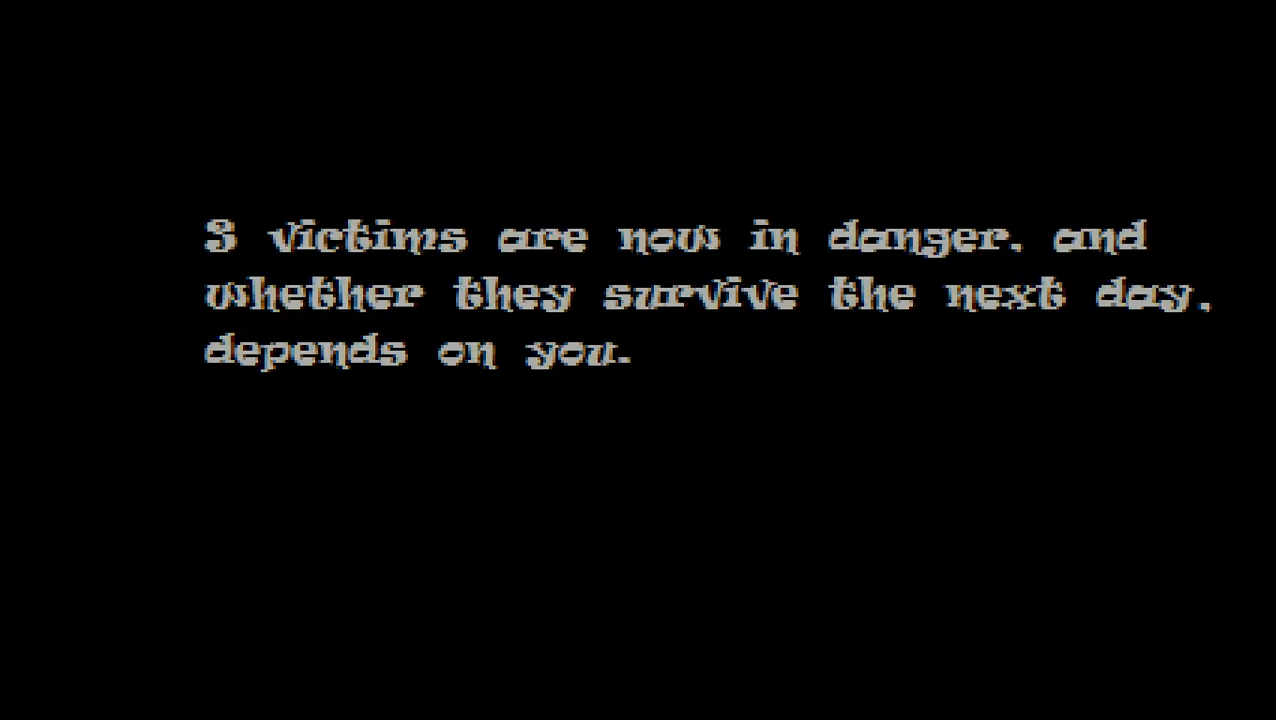 3 victims are now in danger, and
whether they survive the next day,
depends on you.